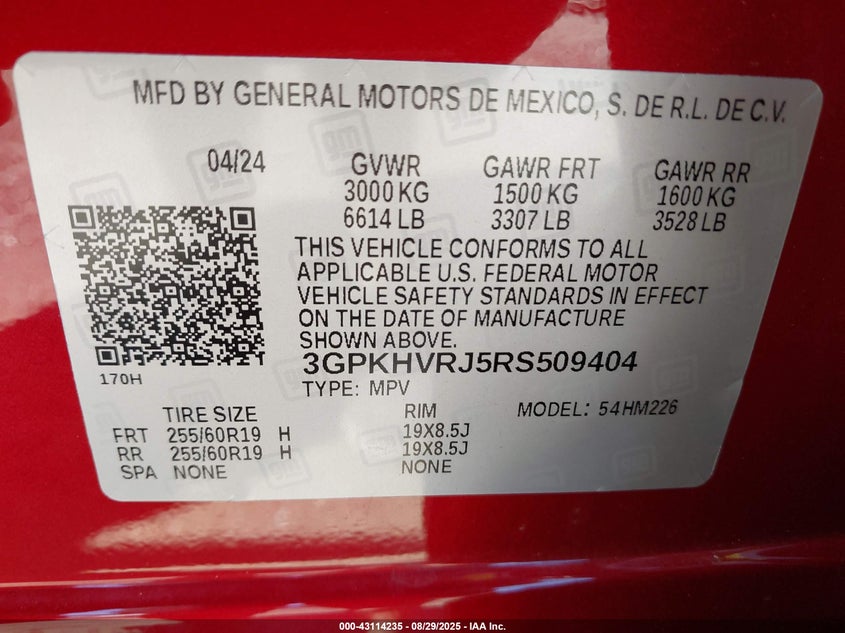 MFD BY GENERAL MOTORS DE MEXICO, S. DE R.L. DE C.V.
04/24 GVWR GAWR FRT GAWR RR
3000 KG 1500 KG 1600 KG
6614 LB 3307 LB 3528 LB
THIS VEHICLE CONFORMS TO ALL
APPLICABLE U.S. FEDERAL MOTOR
VEHICLE SAFETY STANDARDS IN EFFECT
ON THE DATE OF MANUFACTURE
SHOWN ABOVE.
3GPKHVRJ5RS509404
170H
TYPE: MPV
TIRE SIZE RIM MODEL: 54HM226
FRT 255/60R19 H 19X8.5J
RR 255/60R19 H 19X8.5J
SPA NONE NONE
000-43114235 - 08/29/2025 - IAA Inc.